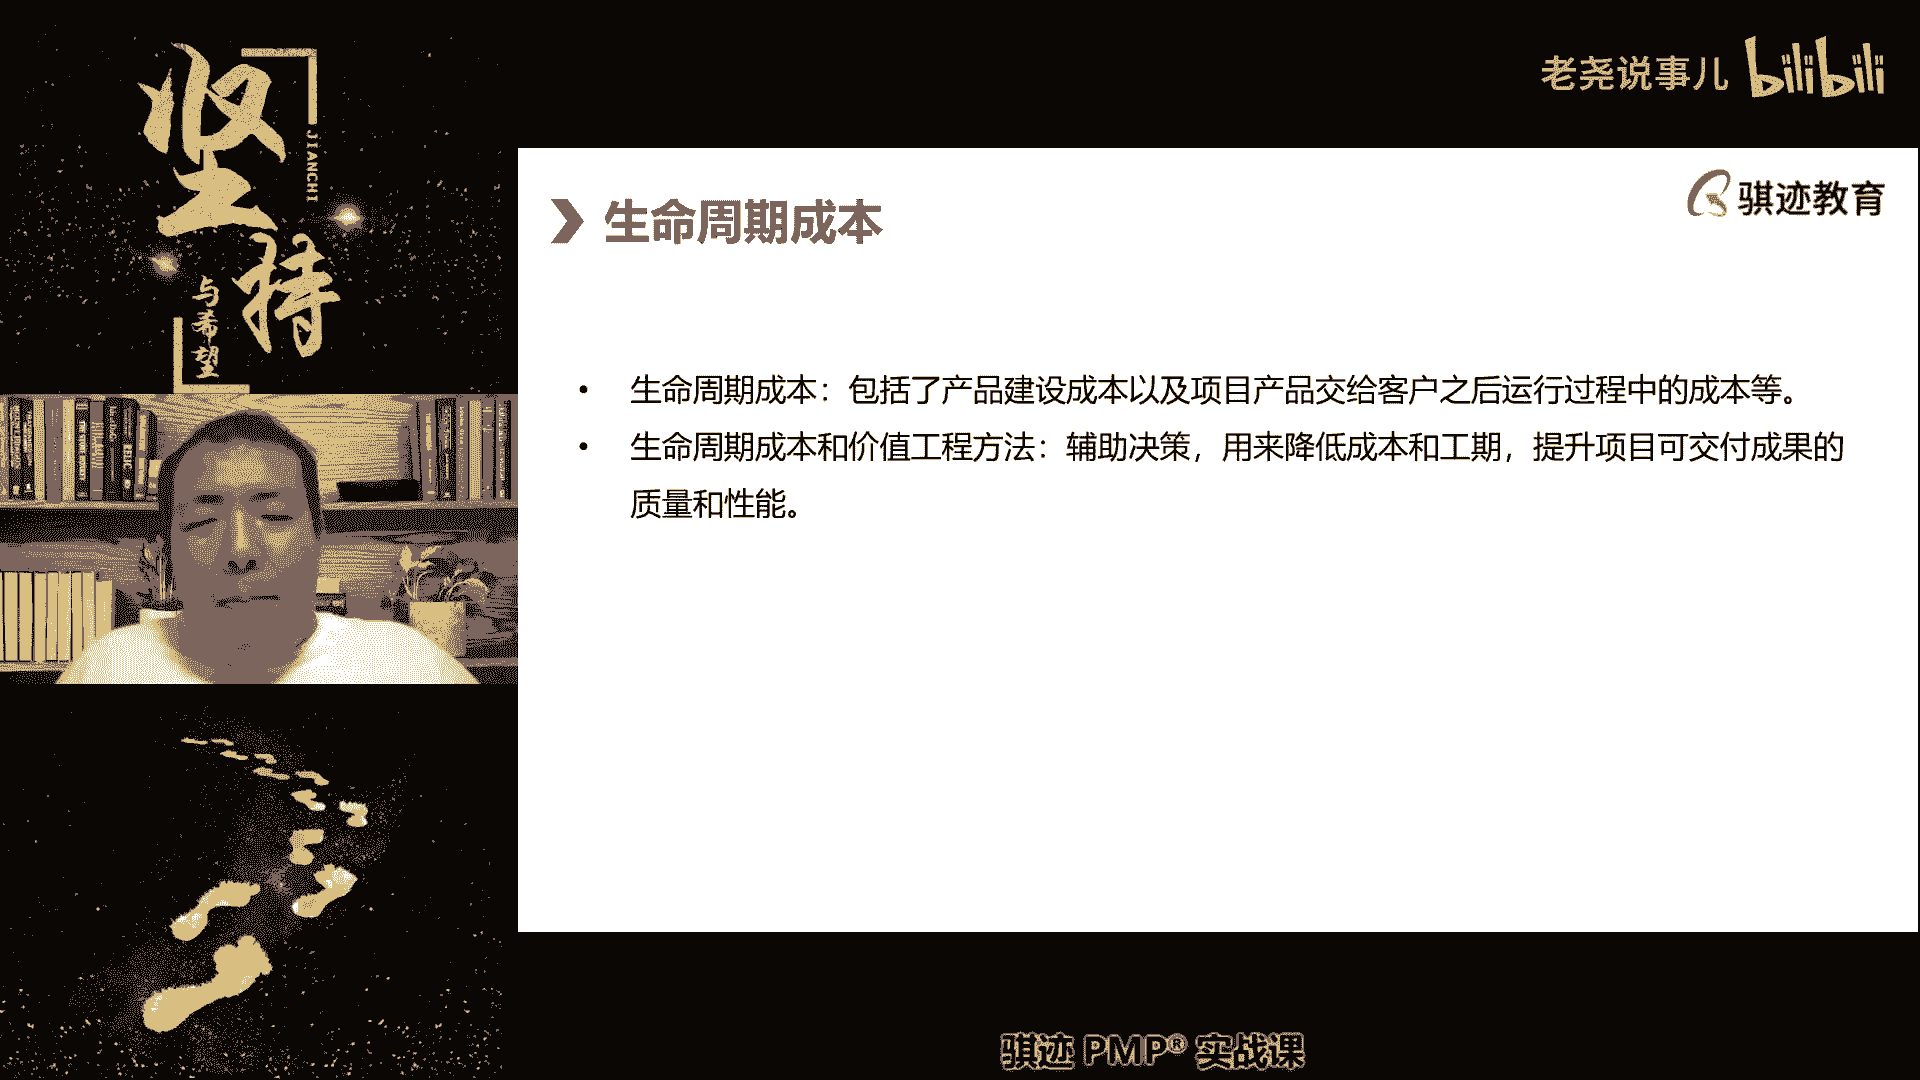 坚持
JIANCHI
与希望
老尧说事儿 bilibili
骐迹教育
生命周期成本
• 生命周期成本：包括了产品建设成本以及项目产品交给客户之后运行过程中的成本等。
• 生命周期成本和价值工程方法：辅助决策，用来降低成本和工期，提升项目可交付成果的
质量和性能。
骐迹 PMP® 实战课